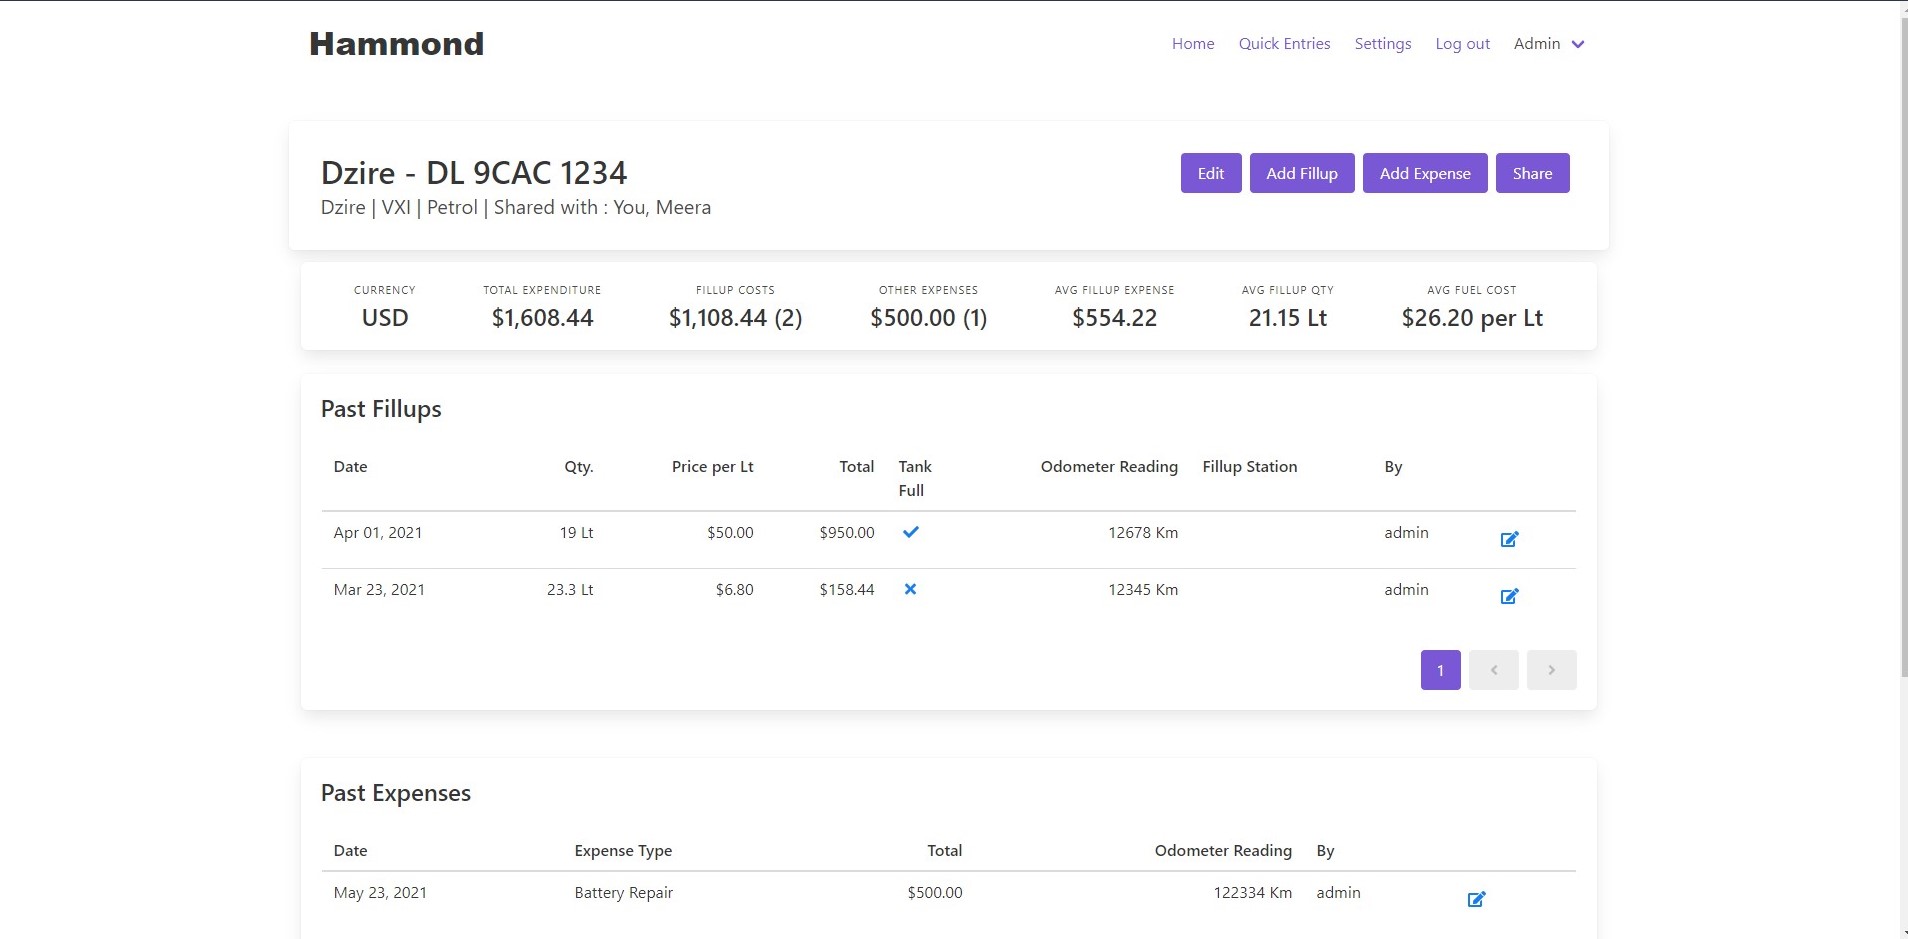 Hammond
Home Quick Entries Settings Log out Admin
Dzire - DL 9CAC 1234
Edit Add Fillup Add Expense Share
Dzire | VXI | Petrol | Shared with : You, Meera
CURRENCY TOTAL EXPENDITURE FILLUP COSTS OTHER EXPENSES AVG FILLUP EXPENSE AVG FILLUP QTY AVG FUEL COST
USD $1,608.44 $1,108.44 (2) $500.00 (1) $554.22 21.15 Lt $26.20 per Lt
Past Fillups
Date Qty. Price per Lt Total Tank Full Odometer Reading Fillup Station By
Apr 01, 2021 19 Lt $50.00 $950.00 12678 Km admin
Mar 23, 2021 23.3 Lt $6.80 $158.44 12345 Km admin
1
Past Expenses
Date Expense Type Total Odometer Reading By
May 23, 2021 Battery Repair $500.00 122334 Km admin